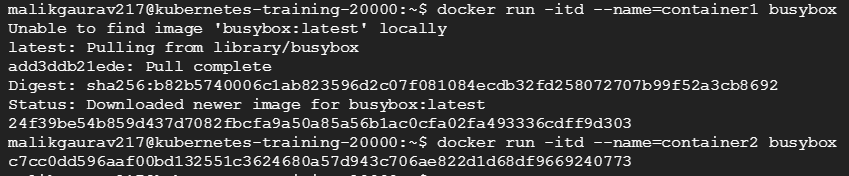 malikgaurav217@kubernetes-training-20000:~$ docker run -itd --name=container1 busybox
Unable to find image 'busybox:latest' locally
latest: Pulling from library/busybox
add3ddb21ede: Pull complete
Digest: sha256:b82b5740006c1ab823596d2c07f081084ecdb32fd258072707b99f52a3cb8692
Status: Downloaded newer image for busybox:latest
24f39be54b859d437d7082fbcfa9a50a85a56b1ac0cfa02fa493336cdff9d303
malikgaurav217@kubernetes-training-20000:~$ docker run -itd --name=container2 busybox
c7cc0dd596aaf00bd132551c3624680a57d943c706ae822d1d68df9669240773